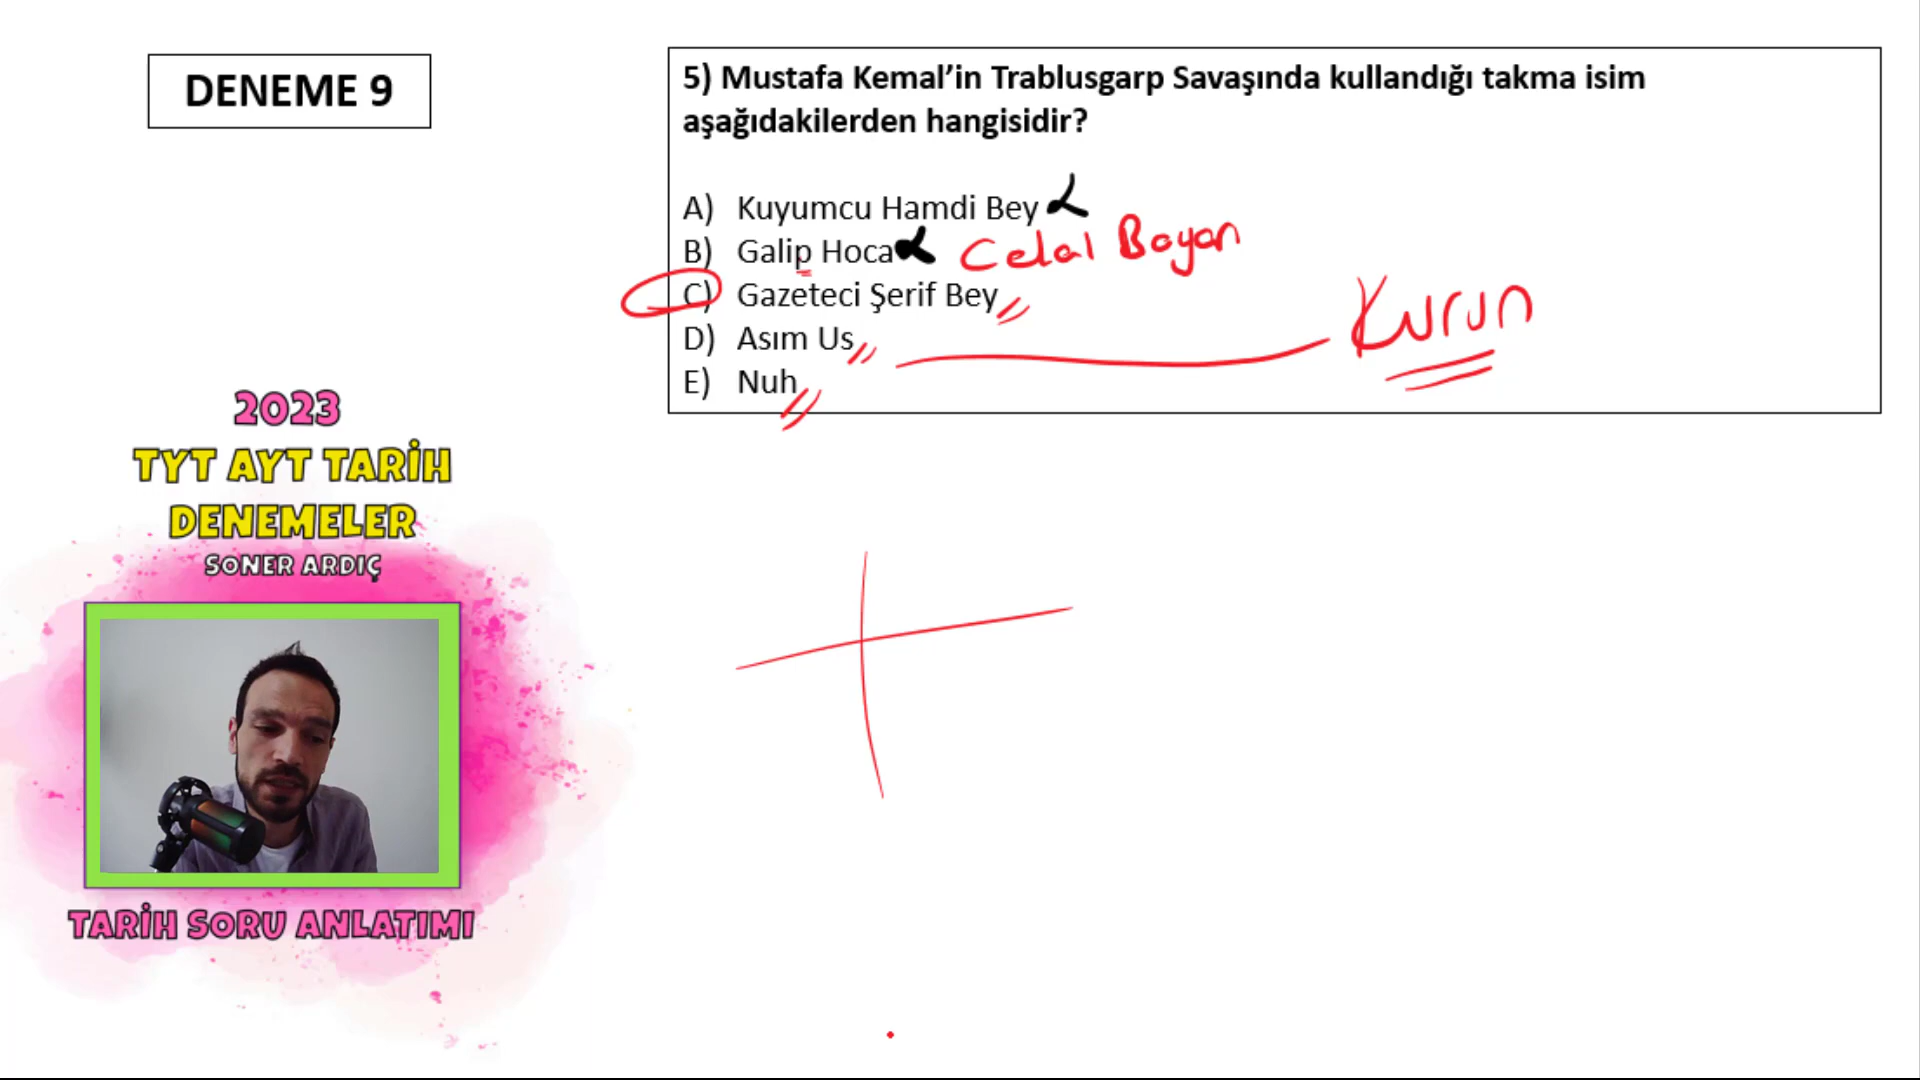 DENEME 9
5) Mustafa Kemal’in Trablusgarp Savaşında kullandığı takma isim
aşağıdakilerden hangisidir?
A) Kuyumcu Hamdi Bey
B) Galip Hoca Celal Bayan
C) Gazeteci Şerif Bey
D) Asım Us Kurun
E) Nuh
2023
TYT AYT TARİH
DENEMELER
SONER ARDIÇ
TARİH SORU ANLATIMI